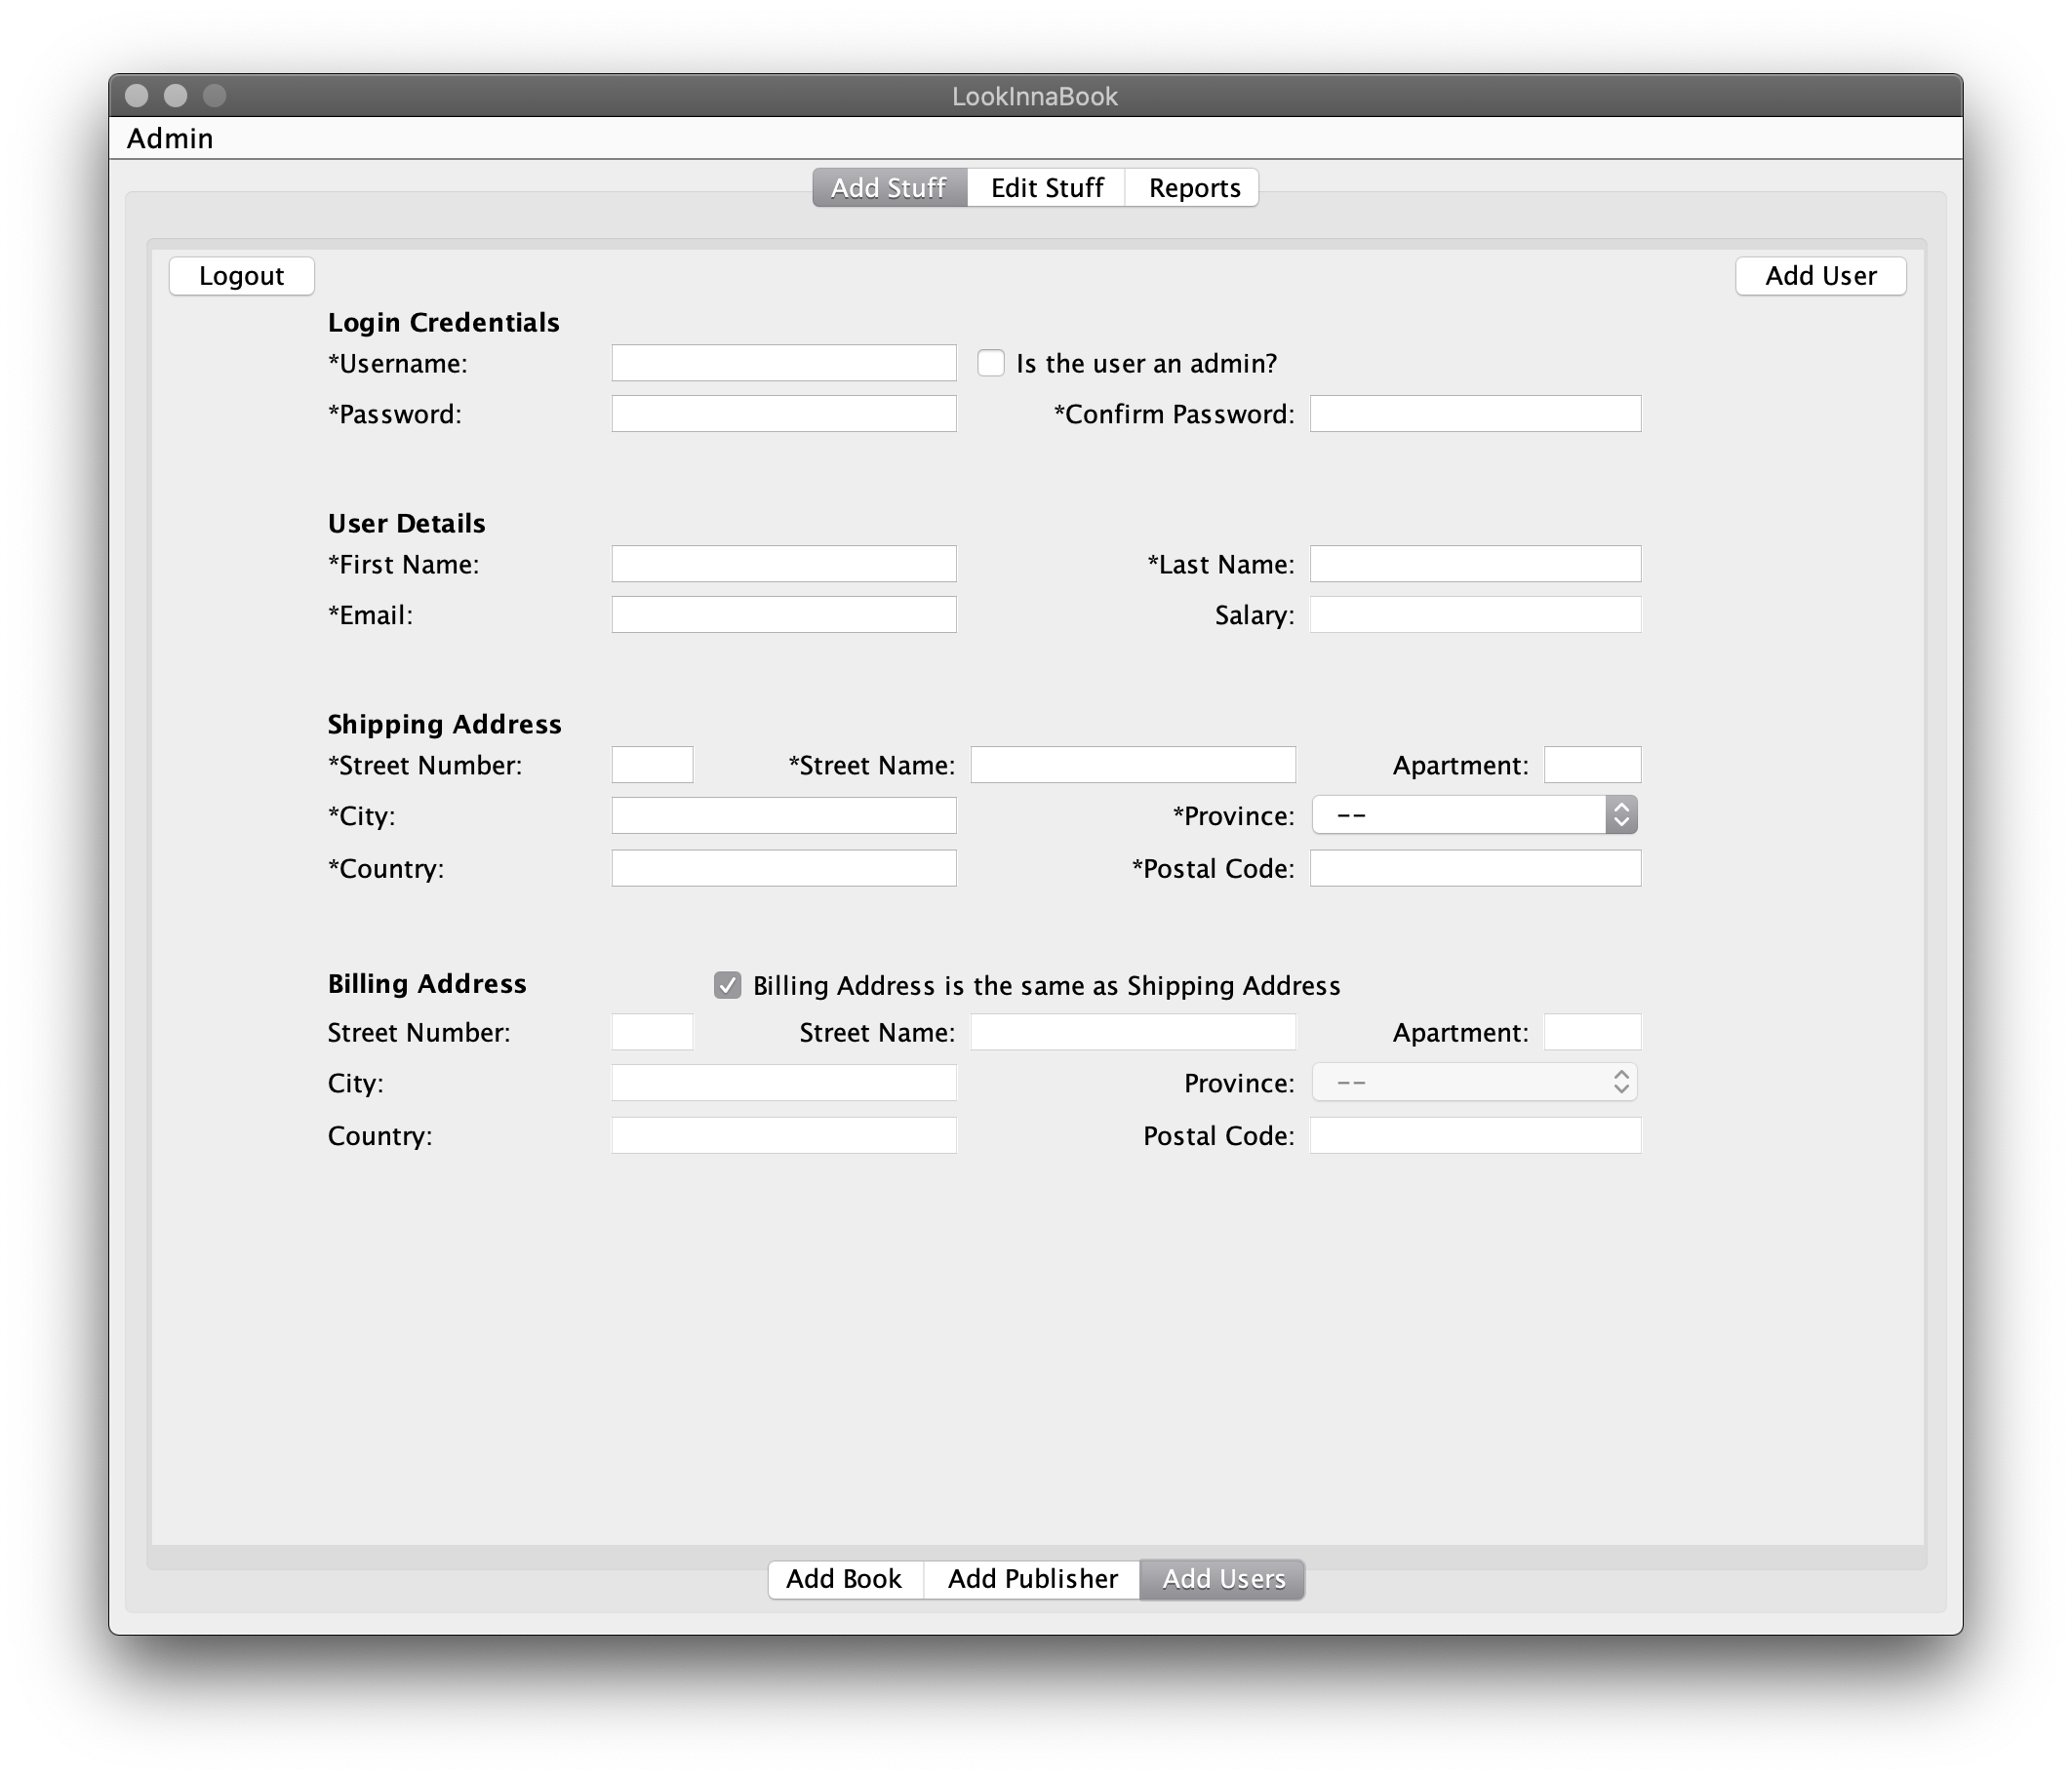 LookInnaBook
Admin
Add Stuff Edit Stuff Reports
Logout Add User
Login Credentials
*Username: Is the user an admin?
*Password: *Confirm Password:
User Details
*First Name: *Last Name:
*Email: Salary:
Shipping Address
*Street Number: *Street Name: Apartment:
*City: *Province: --
*Country: *Postal Code:
Billing Address Billing Address is the same as Shipping Address
Street Number: Street Name: Apartment:
City: Province: --
Country: Postal Code:
Add Book Add Publisher Add Users